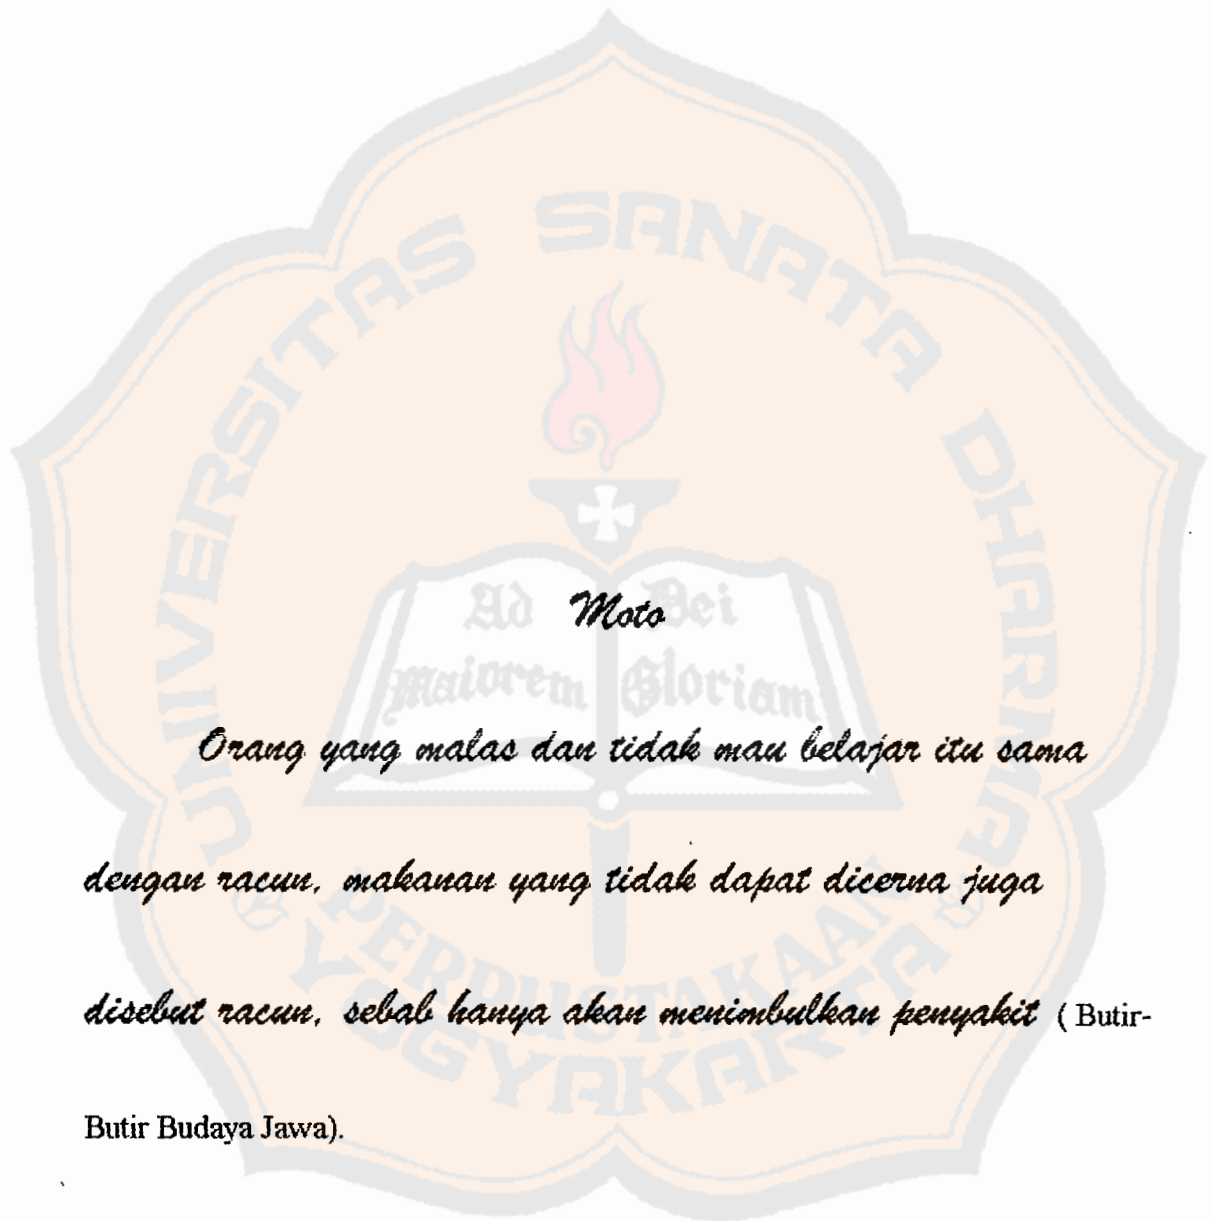 UNIVERSITAS SANATA DHARMA
Ad Dei
Maiorem Gloriam
Moto
Orang yang malas dan tidak mau belajar itu sama
dengan racun, makanan yang tidak dapat dicerna juga
disebut racun, sebab hanya akan menimbulkan penyakit ( Butir-
Butir Budaya Jawa).
PERPUSTAKAAN
YOGYAKARTA